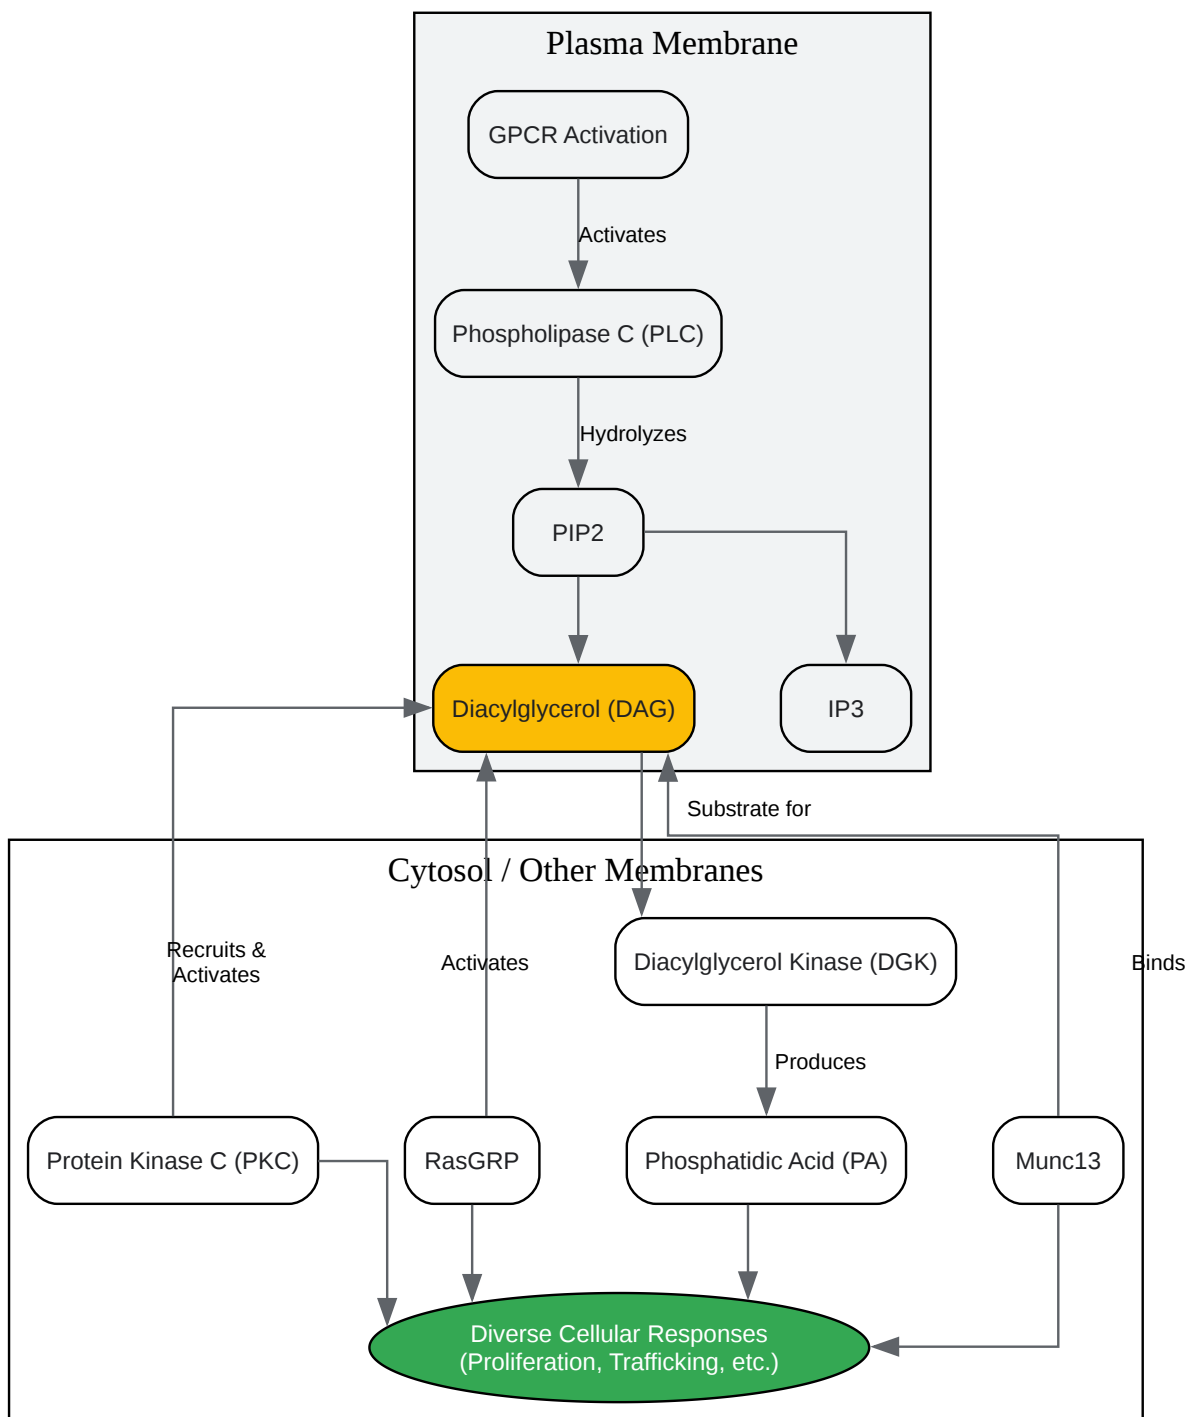 Plasma Membrane
GPCR Activation
Activates
Phospholipase C (PLC)
Hydrolyzes
PIP2
Diacylglycerol (DAG)
IP3
Substrate for
Cytosol / Other Membranes
Recruits &
Activates
Activates
Diacylglycerol Kinase (DGK)
Binds
Produces
Protein Kinase C (PKC)
RasGRP
Phosphatidic Acid (PA)
Munc13
Diverse Cellular Responses
(Proliferation, Trafficking, etc.)